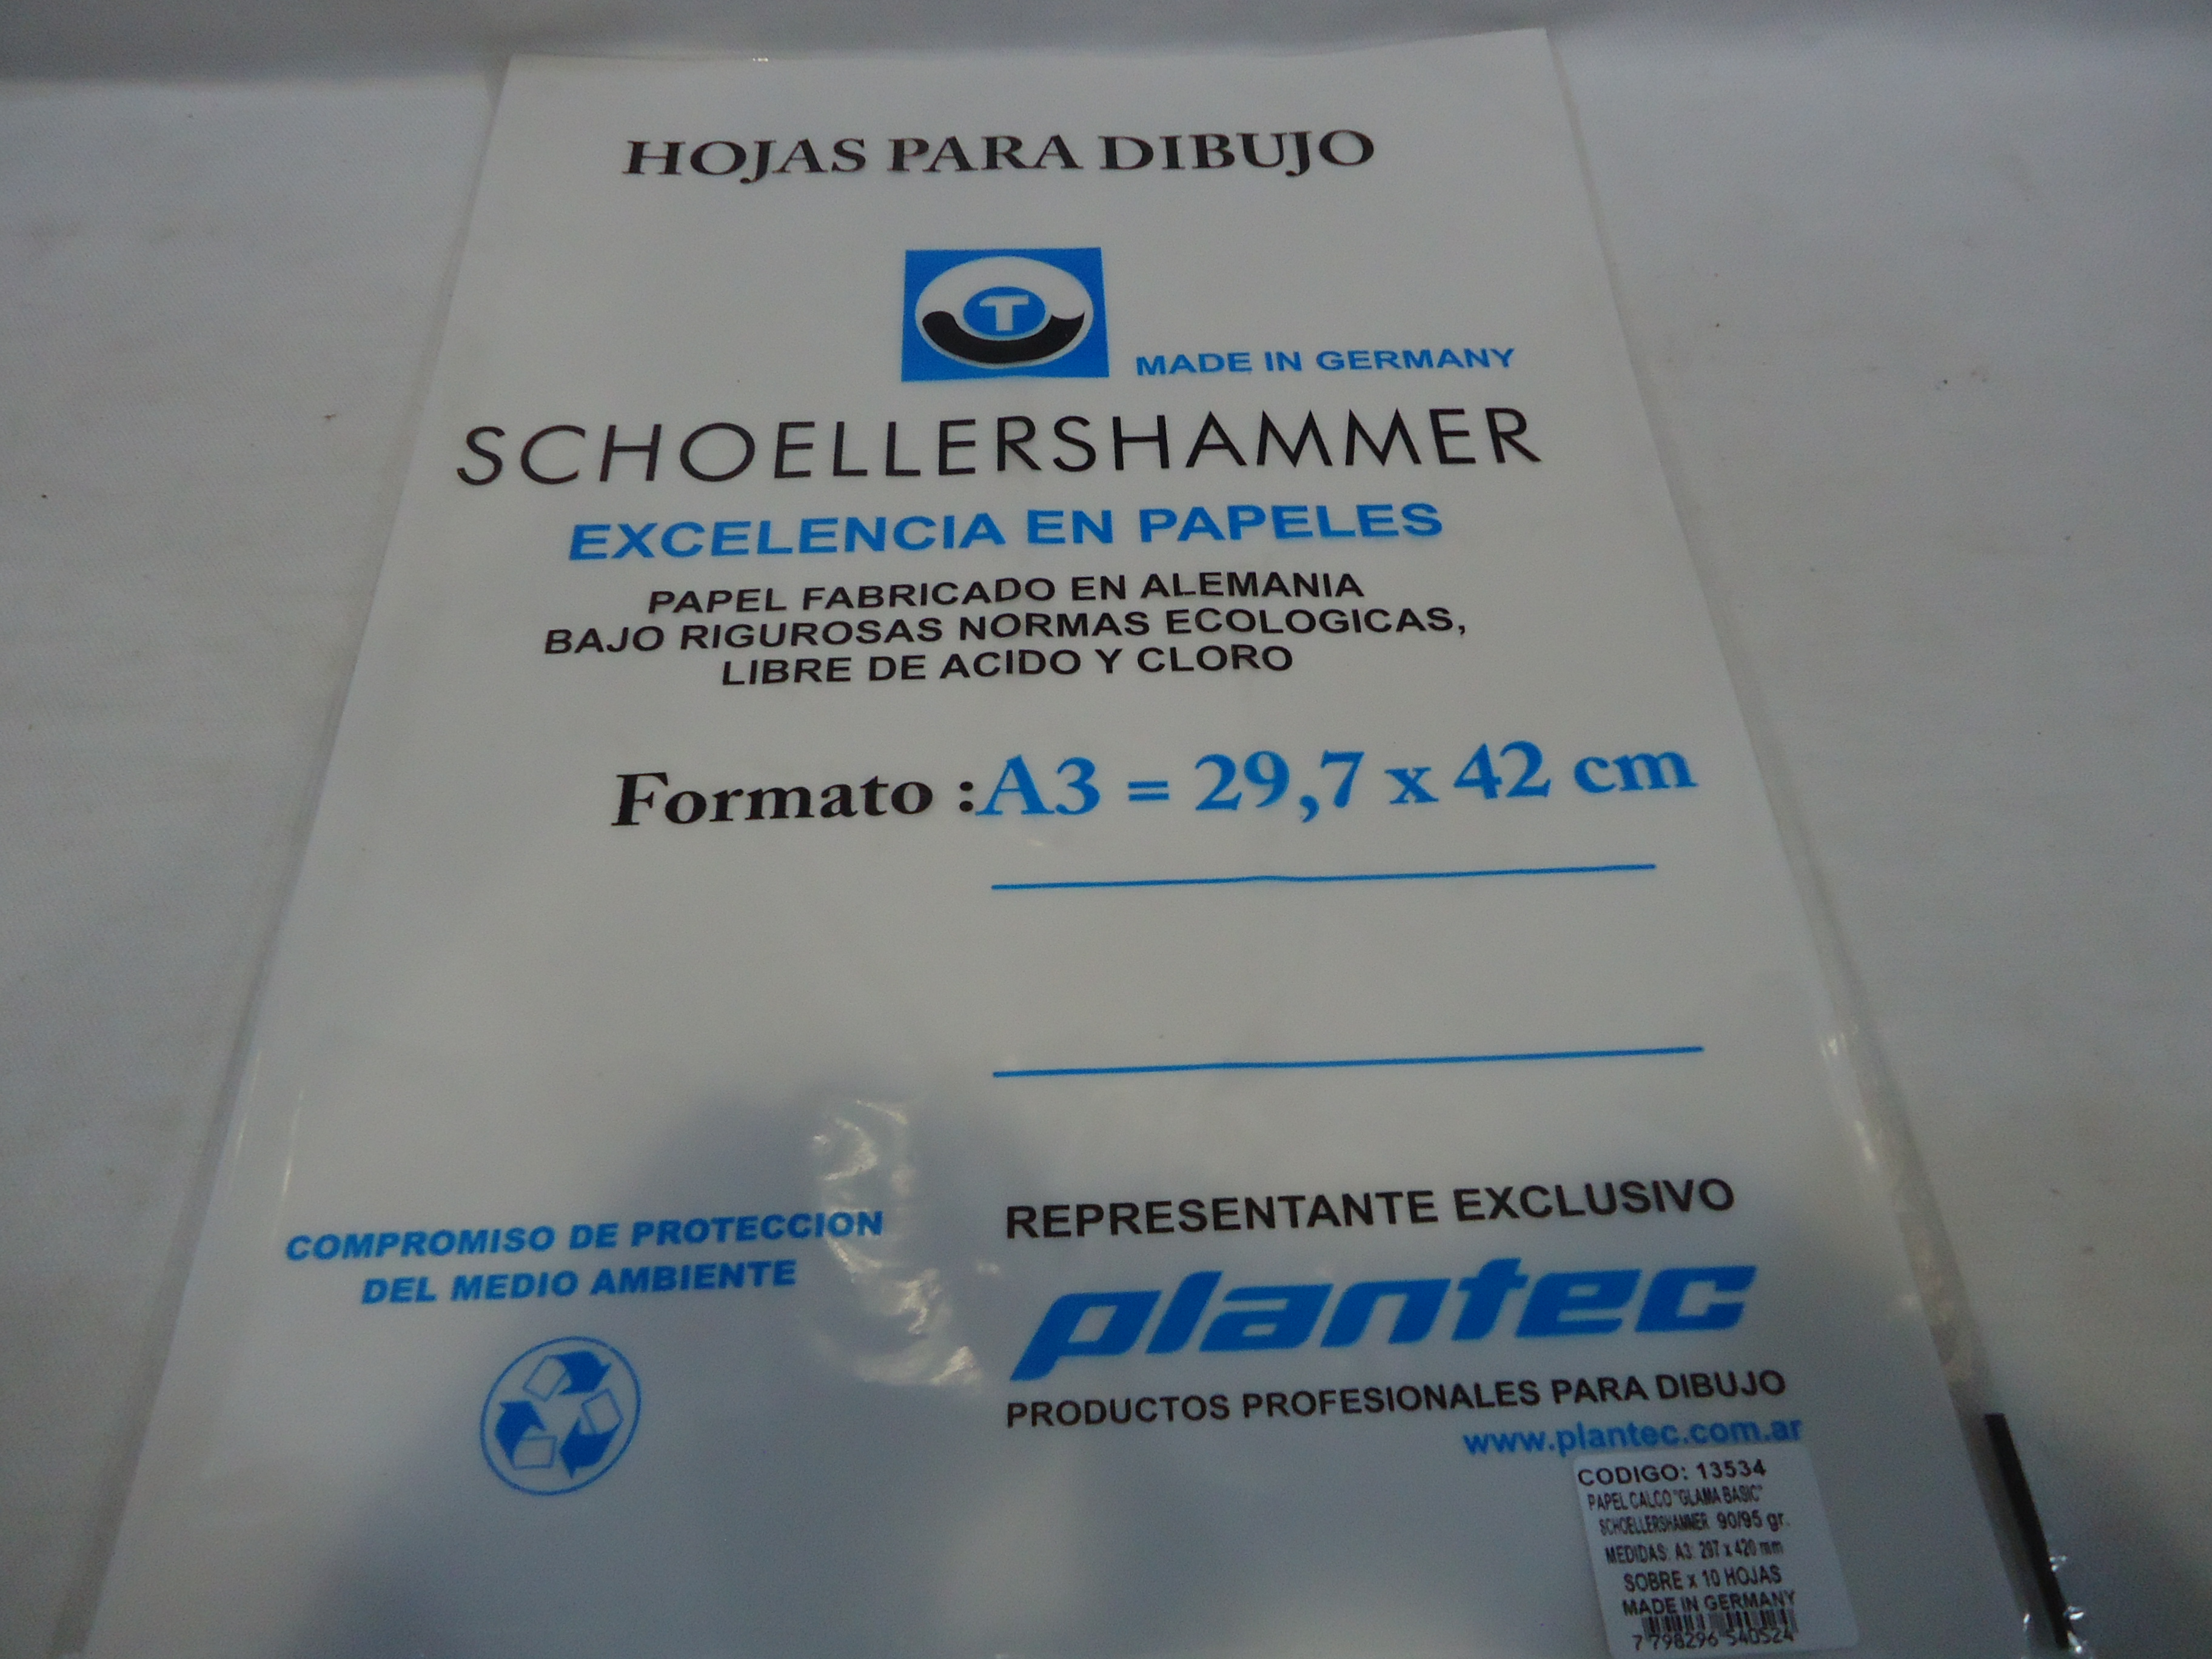 HOJAS PARA DIBUJO
T
MADE IN GERMANY
SCHOELLERSHAMMER
EXCELENCIA EN PAPELES
PAPEL FABRICADO EN ALEMANIA
BAJO RIGUROSAS NORMAS ECOLOGICAS,
LIBRE DE ACIDO Y CLORO
Formato :A3 = 29,7 x 42 cm
COMPROMISO DE PROTECCION
DEL MEDIO AMBIENTE
REPRESENTANTE EXCLUSIVO
plantec
PRODUCTOS PROFESIONALES PARA DIBUJO
www.plantec.com.ar
CODIGO: 13534
PAPEL CALCO "GLAMA BASIC"
SCHOELLERSHAMMER 90/95 gr.
MEDIDAS: A3: 297 x 420 mm
SOBRE x 10 HOJAS
MADE IN GERMANY
7 798296 540524